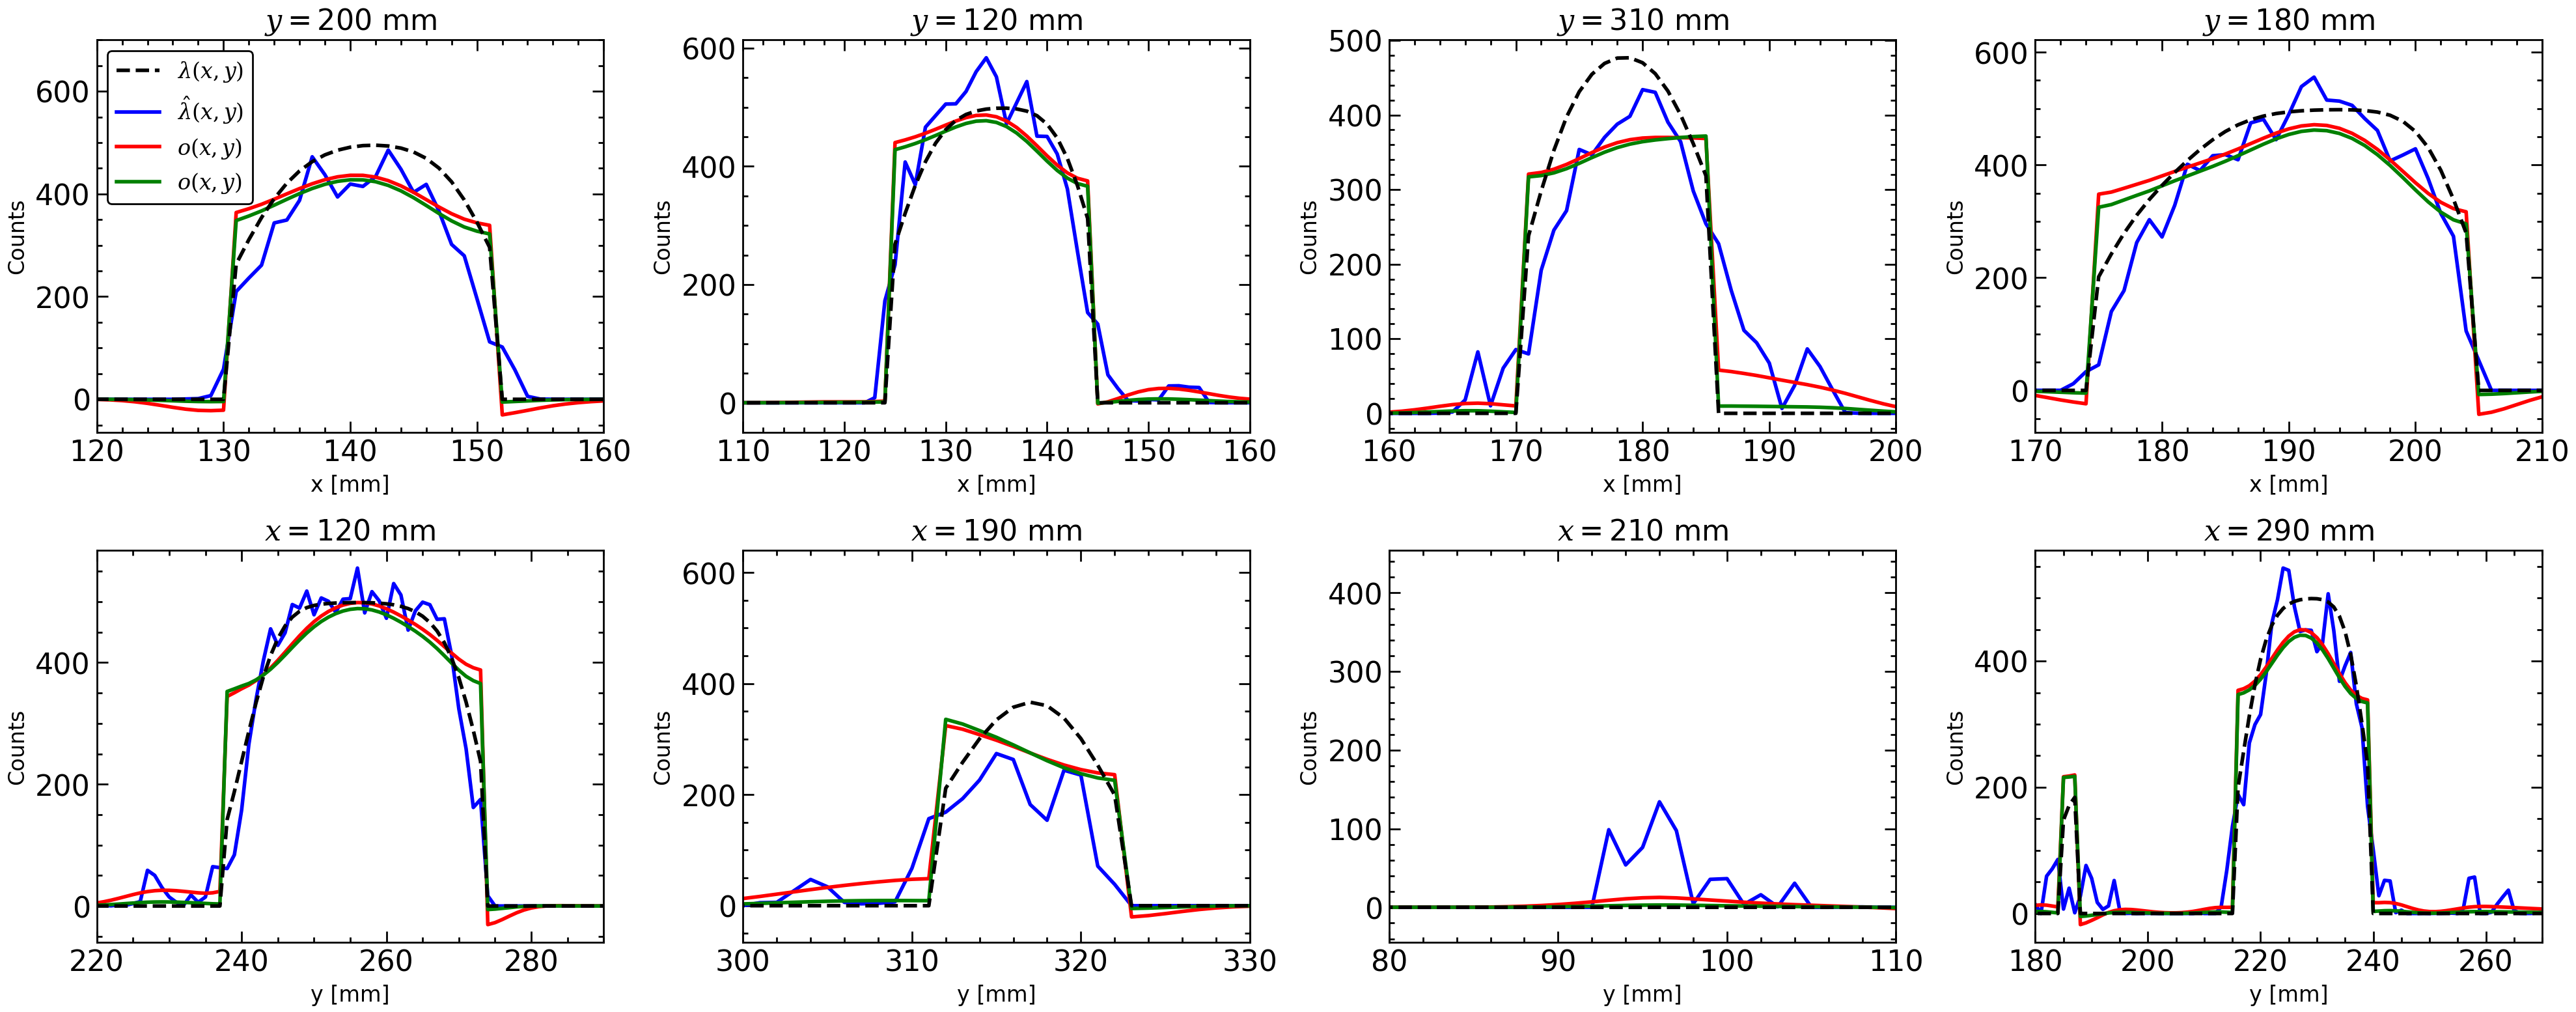 y = 200 mm
λ(x, y)
λ̂(x, y)
o(x, y)
o(x, y)
Counts
600
400
200
0
120 130 140 150 160
x [mm]
y = 120 mm
Counts
600
400
200
0
110 120 130 140 150 160
x [mm]
y = 310 mm
Counts
500
400
300
200
100
0
160 170 180 190 200
x [mm]
y = 180 mm
Counts
600
400
200
0
170 180 190 200 210
x [mm]
x = 120 mm
Counts
400
200
0
220 240 260 280
y [mm]
x = 190 mm
Counts
600
400
200
0
300 310 320 330
y [mm]
x = 210 mm
Counts
400
300
200
100
0
80 90 100 110
y [mm]
x = 290 mm
Counts
400
200
0
180 200 220 240 260
y [mm]